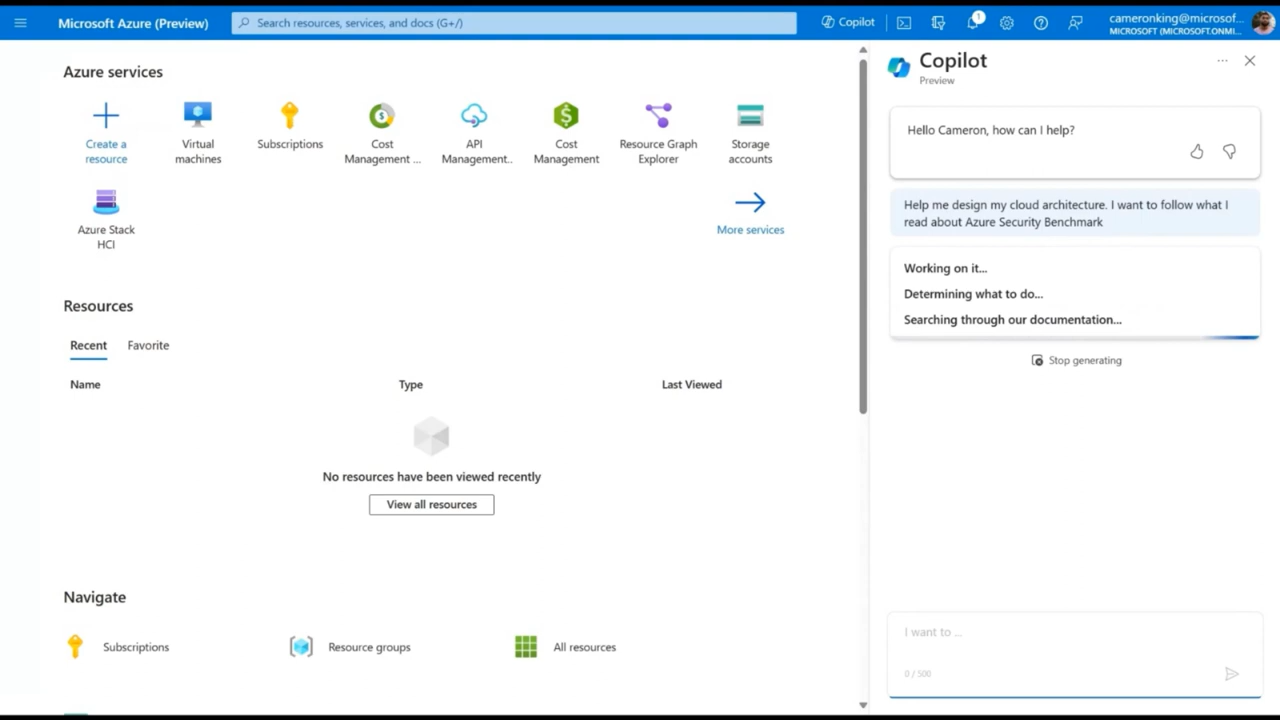 Microsoft Azure (Preview)
Search resources, services, and docs (G+/)
Copilot
1
cameronking@microsof...
MICROSOFT (MICROSOFT.ONMI...
Azure services
Create a
resource
Virtual
machines
Subscriptions
Cost
Management ...
API
Management..
Cost
Management
Resource Graph
Explorer
Storage
accounts
Azure Stack
HCI
More services
Resources
Recent
Favorite
Name
Type
Last Viewed
No resources have been viewed recently
View all resources
Navigate
Subscriptions
Resource groups
All resources
Copilot
Preview
Hello Cameron, how can I help?
Help me design my cloud architecture. I want to follow what I
read about Azure Security Benchmark
Working on it...
Determining what to do...
Searching through our documentation...
Stop generating
I want to ...
0 / 500